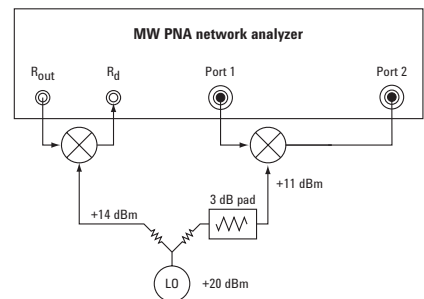 MW PNA network analyzer
Rout Rd Port 1 Port 2
+11 dBm
3 dB pad
+14 dBm
LO +20 dBm